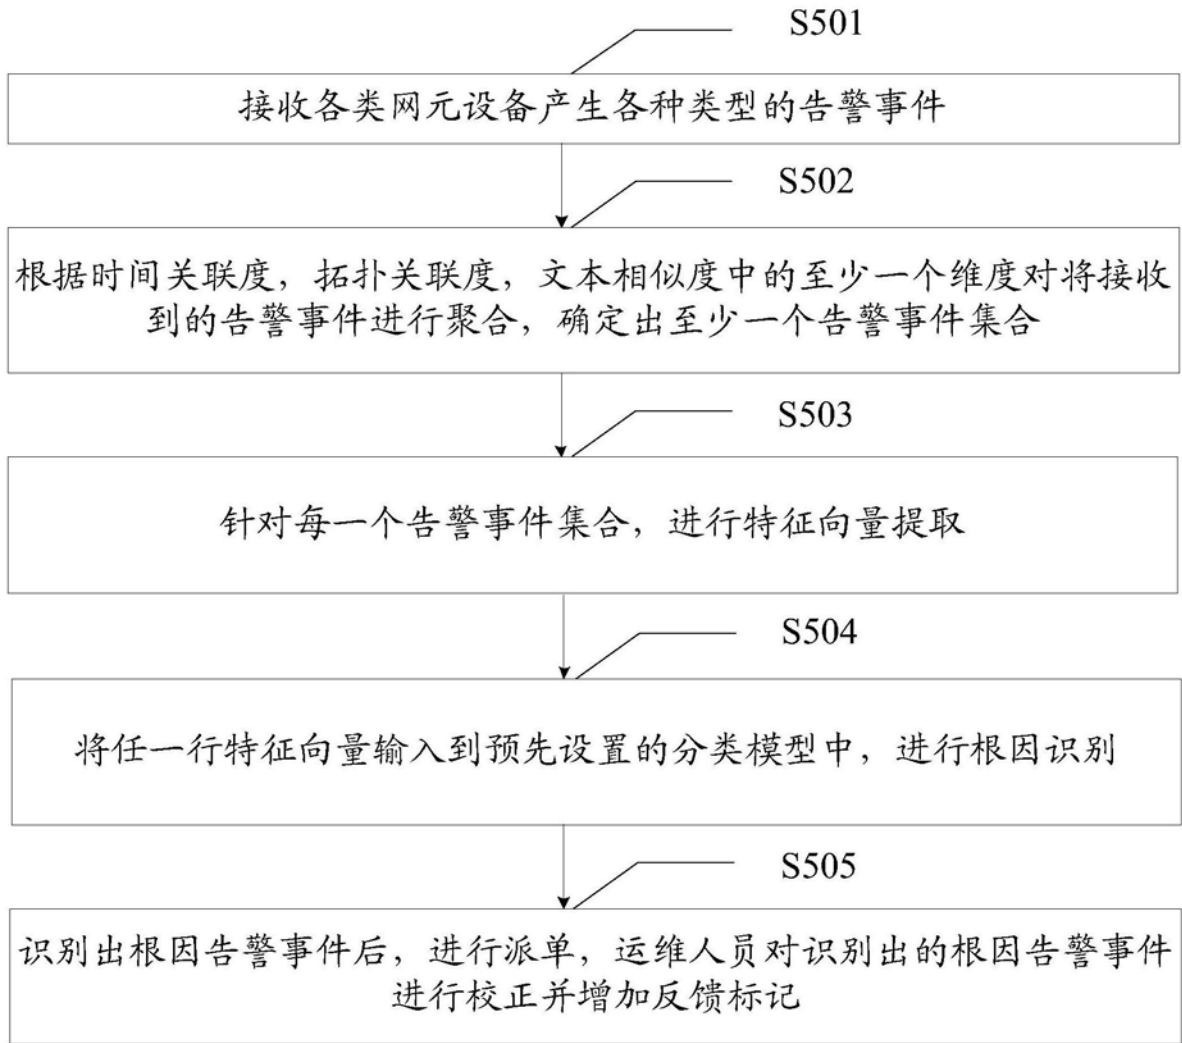 S501
接收各类网元设备产生各种类型的告警事件
S502
根据时间关联度，拓扑关联度，文本相似度中的至少一个维度对将接收
到的告警事件进行聚合，确定出至少一个告警事件集合
S503
针对每一个告警事件集合，进行特征向量提取
S504
将任一行特征向量输入到预先设置的分类模型中，进行根因识别
S505
识别出根因告警事件后，进行派单，运维人员对识别出的根因告警事件
进行校正并增加反馈标记